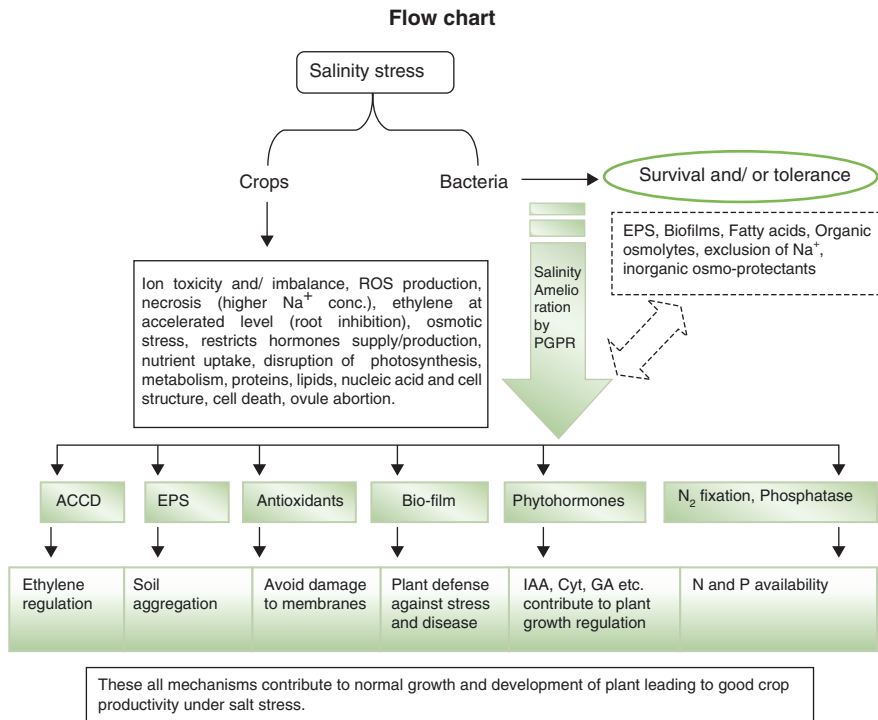 Flow chart
Salinity stress
Crops
Bacteria
Survival and/ or tolerance
EPS, Biofilms, Fatty acids, Organic
osmolytes, exclusion of Na⁺,
inorganic osmo-protectants
Ion toxicity and/ imbalance, ROS production,
necrosis (higher Na⁺ conc.), ethylene at
accelerated level (root inhibition), osmotic
stress, restricts hormones supply/production,
nutrient uptake, disruption of photosynthesis,
metabolism, proteins, lipids, nucleic acid and cell
structure, cell death, ovule abortion.
Salinity
Amelio
ration
by
PGPR
ACCD
EPS
Antioxidants
Bio-film
Phytohormones
N₂ fixation, Phosphatase
Ethylene
regulation
Soil
aggregation
Avoid damage
to membranes
Plant defense
against stress
and disease
IAA, Cyt, GA etc.
contribute to plant
growth regulation
N and P availability
These all mechanisms contribute to normal growth and development of plant leading to good crop
productivity under salt stress.